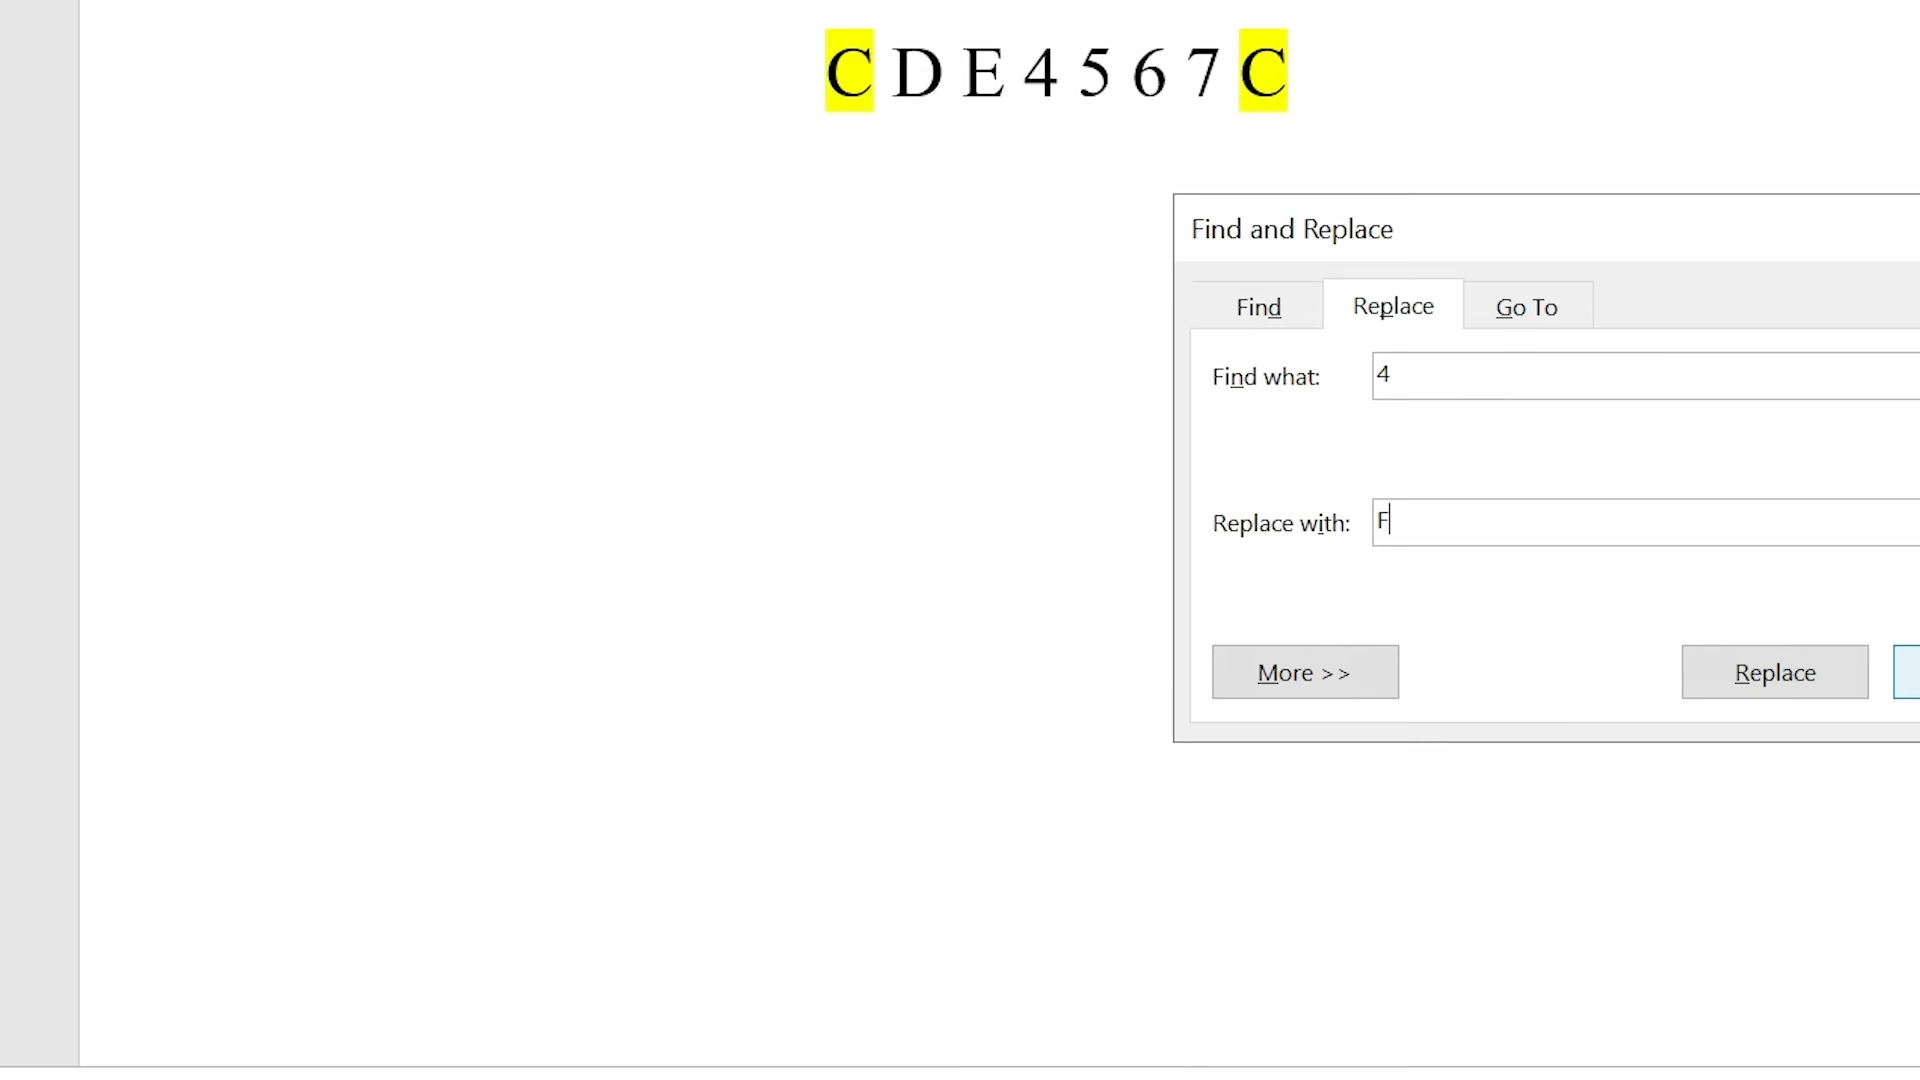 C D E 4 5 6 7 C
Find and Replace
Find Replace Go To
Find what: 4
Replace with: F
More >> Replace